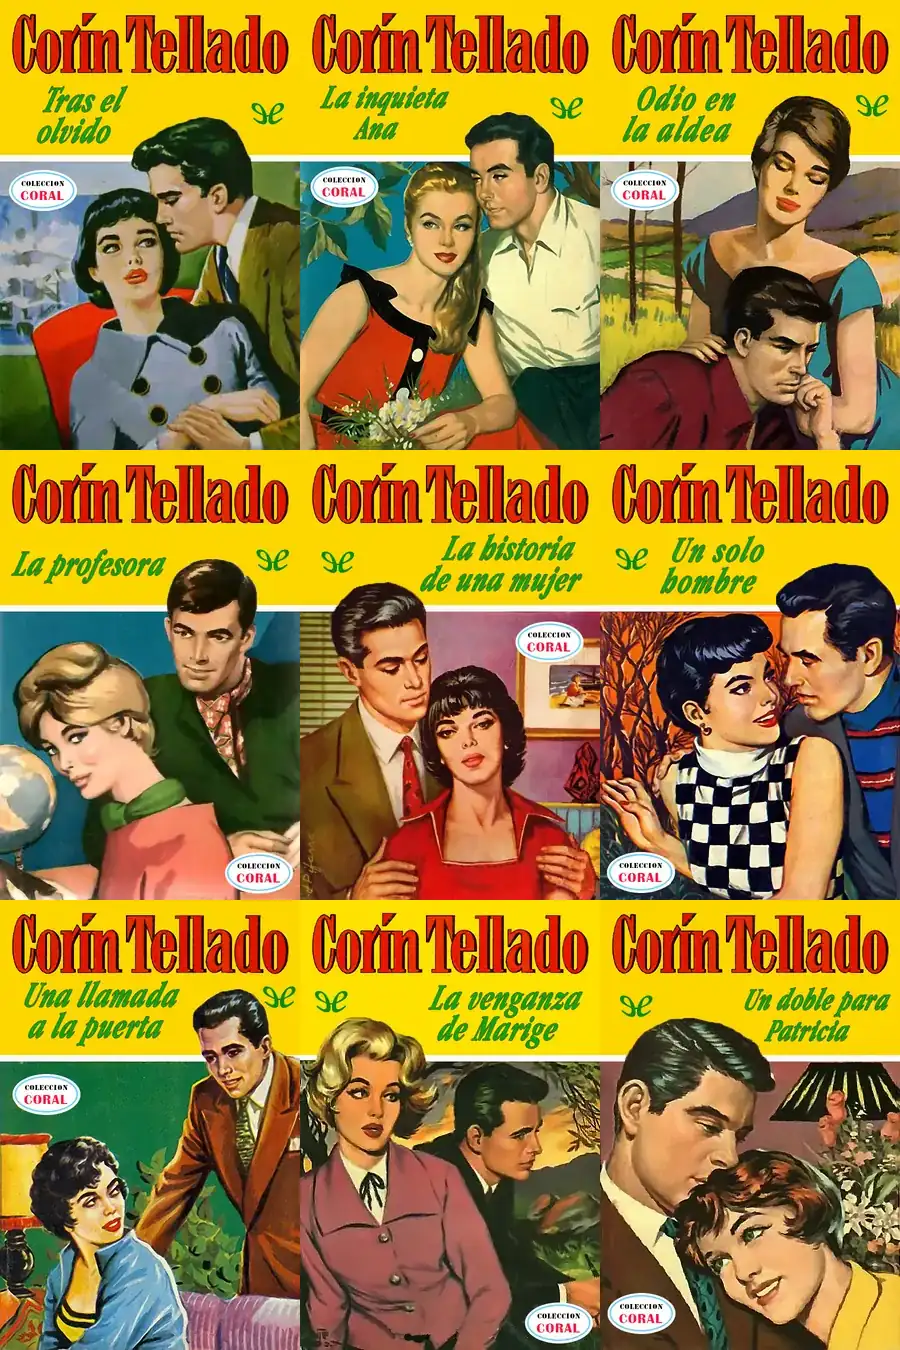 Corín Tellado
Tras el
olvido
COLECCION
CORAL
Corín Tellado
La inquieta
Ana
COLECCION
CORAL
Corín Tellado
Odio en
la aldea
COLECCION
CORAL
Corín Tellado
La profesora
COLECCION
CORAL
Corín Tellado
La historia
de una mujer
COLECCION
CORAL
Corín Tellado
Un solo
hombre
COLECCION
CORAL
Corín Tellado
Una llamada
a la puerta
COLECCION
CORAL
Corín Tellado
La venganza
de Marige
COLECCION
CORAL
Corín Tellado
Un doble para
Patricia
COLECCION
CORAL